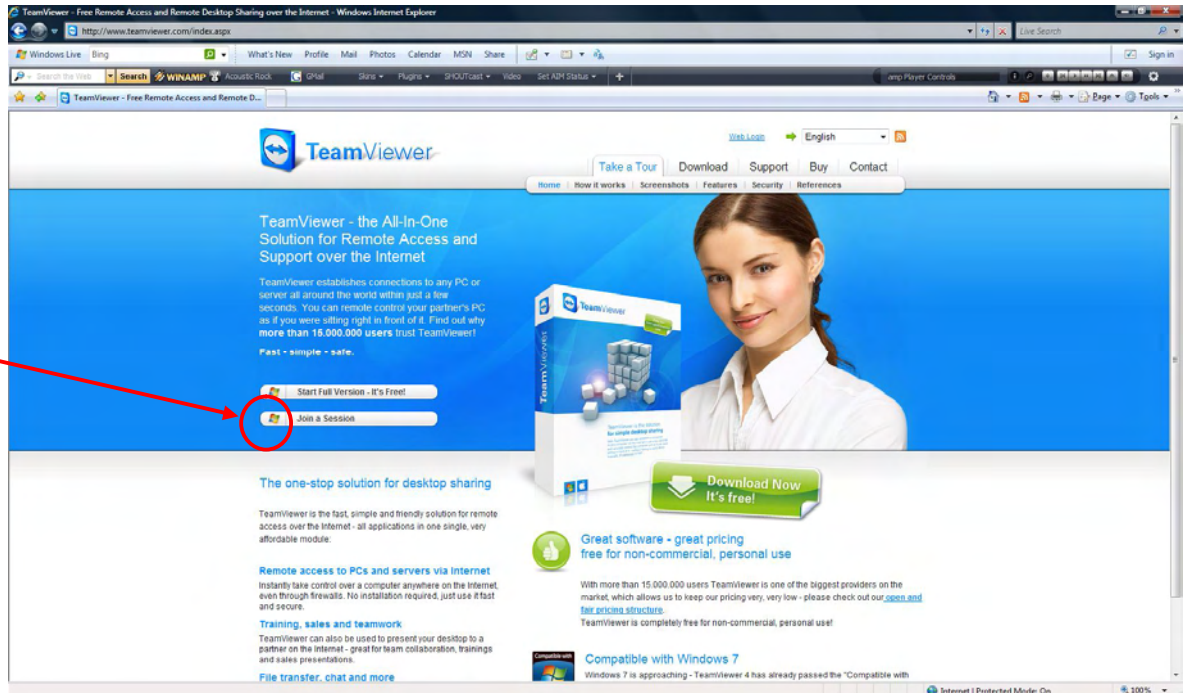 TeamViewer - Free Remote Access and Remote Desktop Sharing over the Internet - Windows Internet Explorer
http://www.teamviewer.com/index.aspx
Live Search
Windows Live Bing What's New Profile Mail Photos Calendar MSN Share Sign in
Search the Web Search WINAMP Acoustic Rock GMail Skins Plugins SHOUTcast Video Set AIM Status amp Player Controls
TeamViewer - Free Remote Access and Remote D... Page Tools
Web Login English
TeamViewer
Take a Tour Download Support Buy Contact
Home How it works Screenshots Features Security References
TeamViewer - the All-In-One
Solution for Remote Access and
Support over the Internet
TeamViewer establishes connections to any PC or
server all around the world within just a few
seconds. You can remote control your partner's PC
as if you were sitting right in front of it. Find out why
more than 15.000.000 users trust TeamViewer!
Fast - simple - safe.
Start Full Version - It's Free!
Join a Session
TeamViewer
TeamViewer
Download Now
It's free!
The one-stop solution for desktop sharing
TeamViewer is the fast, simple and friendly solution for remote
access over the Internet - all applications in one single, very
affordable module:
Remote access to PCs and servers via Internet
Instantly take control over a computer anywhere on the Internet,
even through firewalls. No installation required, just use it fast
and secure.
Training, sales and teamwork
TeamViewer can also be used to present your desktop to a
partner on the Internet - great for team collaboration, trainings
and sales presentations.
File transfer, chat and more
Great software - great pricing
free for non-commercial, personal use
With more than 15.000.000 users TeamViewer is one of the biggest providers on the
market, which allows us to keep our pricing very, very low - please check out our open and
fair pricing structure.
TeamViewer is completely free for non-commercial, personal use!
Compatible with
Compatible with Windows 7
Windows 7 is approaching - TeamViewer 4 has already passed the "Compatible with
Internet | Protected Mode: On 100%